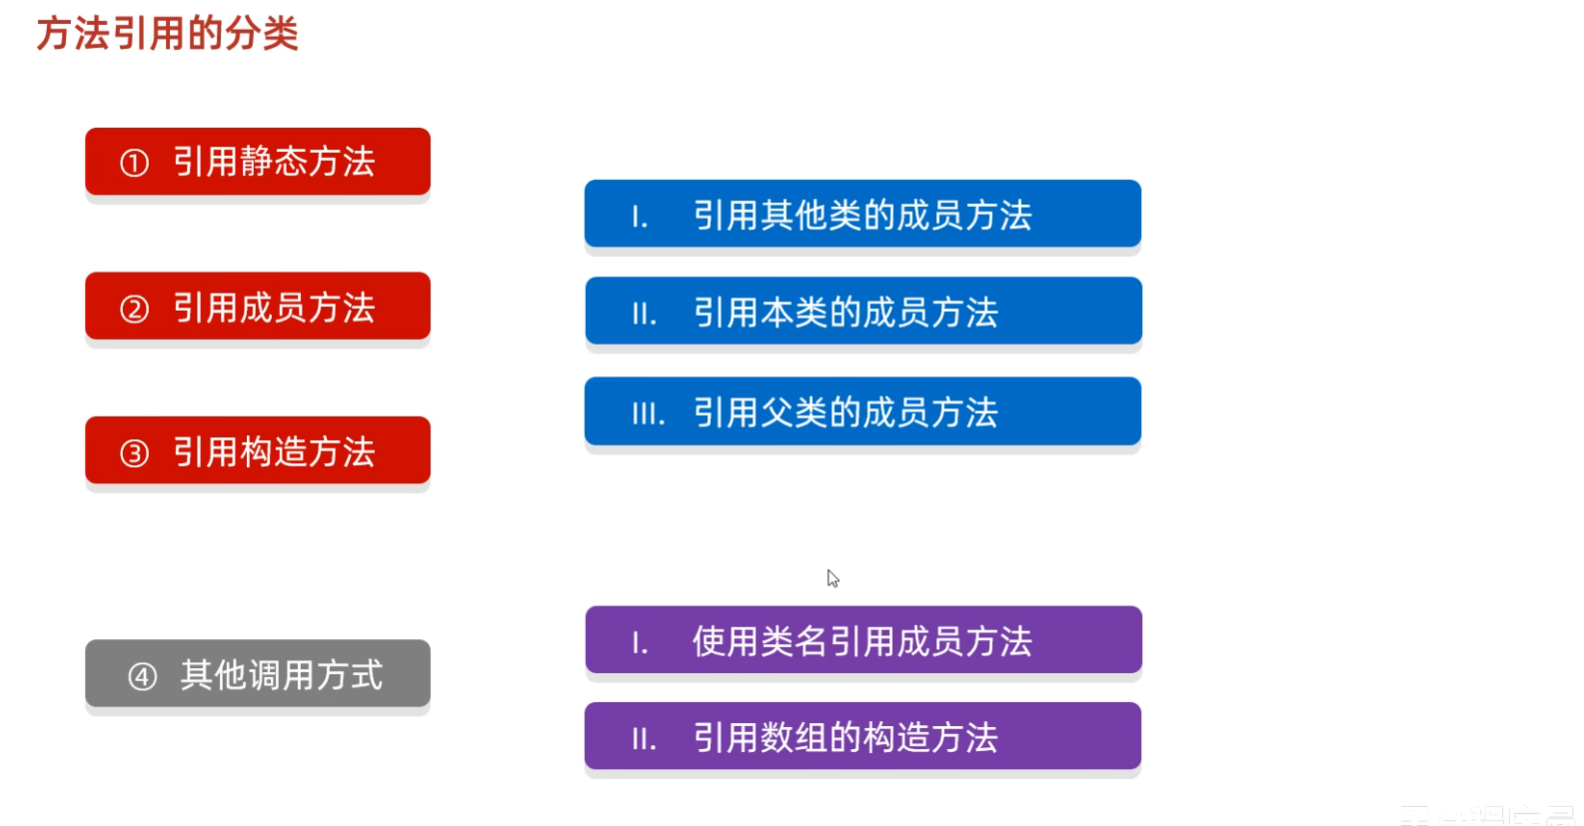 方法引用的分类
① 引用静态方法
② 引用成员方法
I. 引用其他类的成员方法
II. 引用本类的成员方法
III. 引用父类的成员方法
③ 引用构造方法
④ 其他调用方式
I. 使用类名引用成员方法
II. 引用数组的构造方法